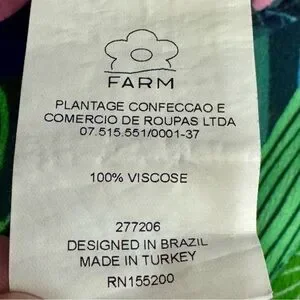 FARM
PLANTAGE CONFECCAO E
COMERCIO DE ROUPAS LTDA
07.515.551/0001-37
100% VISCOSE
277206
DESIGNED IN BRAZIL
MADE IN TURKEY
RN155200